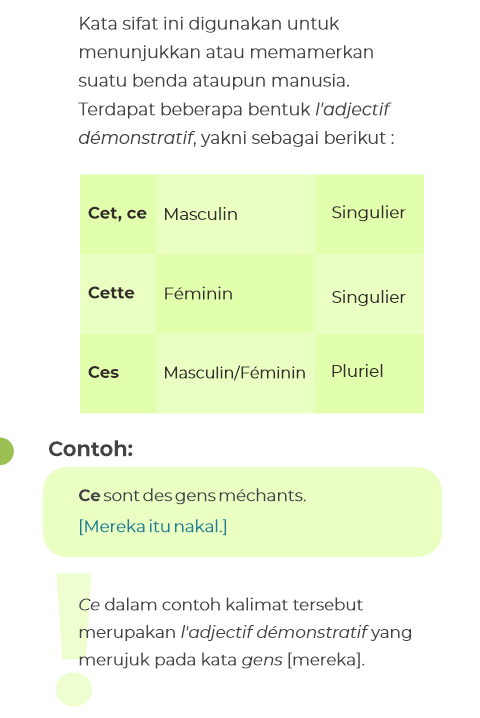 Kata sifat ini digunakan untuk
menunjukkan atau memamerkan
suatu benda ataupun manusia.
Terdapat beberapa bentuk l'adjectif
démonstratif, yakni sebagai berikut :
Cet, ce Masculin Singulier
Cette Féminin Singulier
Ces Masculin/Féminin Pluriel
Contoh:
Ce sont des gens méchants.
[Mereka itu nakal.]
! Ce dalam contoh kalimat tersebut
merupakan l'adjectif démonstratif yang
merujuk pada kata gens [mereka].